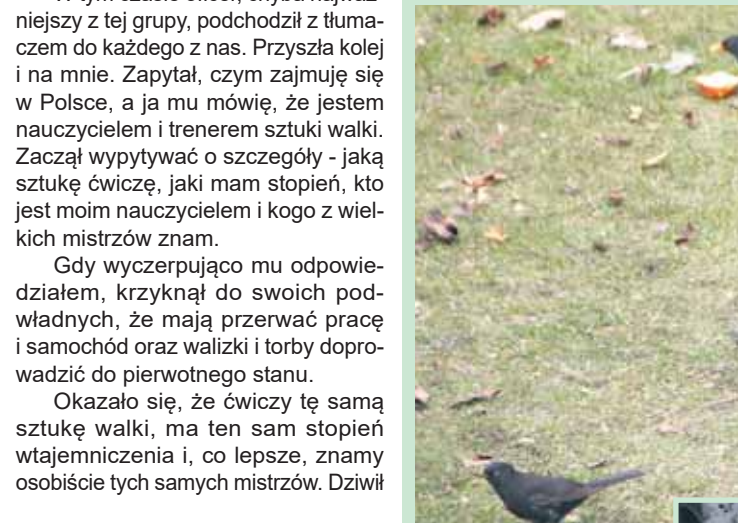 niejszy z tej grupy, podchodził z tłuma-
czem do każdego z nas. Przyszła kolej
i na mnie. Zapytał, czym zajmuję się
w Polsce, a ja mu mówię, że jestem
nauczycielem i trenerem sztuki walki.
Zaczął wypytywać o szczegóły - jaką
sztukę ćwiczę, jaki mam stopień, kto
jest moim nauczycielem i kogo z wiel-
kich mistrzów znam.
Gdy wyczerpująco mu odpowie-
działem, krzyknął do swoich pod-
władnych, że mają przerwać pracę
i samochód oraz walizki i torby dopro-
wadzić do pierwotnego stanu.
Okazało się, że ćwiczy tę samą
sztukę walki, ma ten sam stopień
wtajemniczenia i, co lepsze, znamy
osobiście tych samych mistrzów. Dziwił